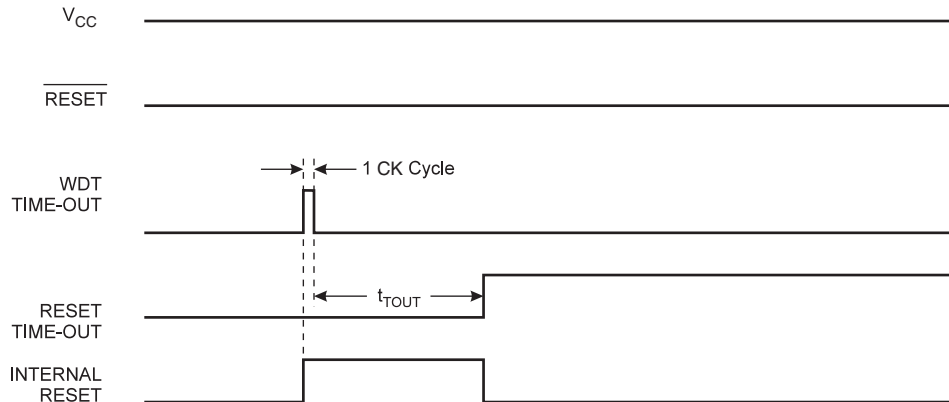 VCC
RESET
1 CK Cycle
WDT
TIME-OUT
tTOUT
RESET
TIME-OUT
INTERNAL
RESET